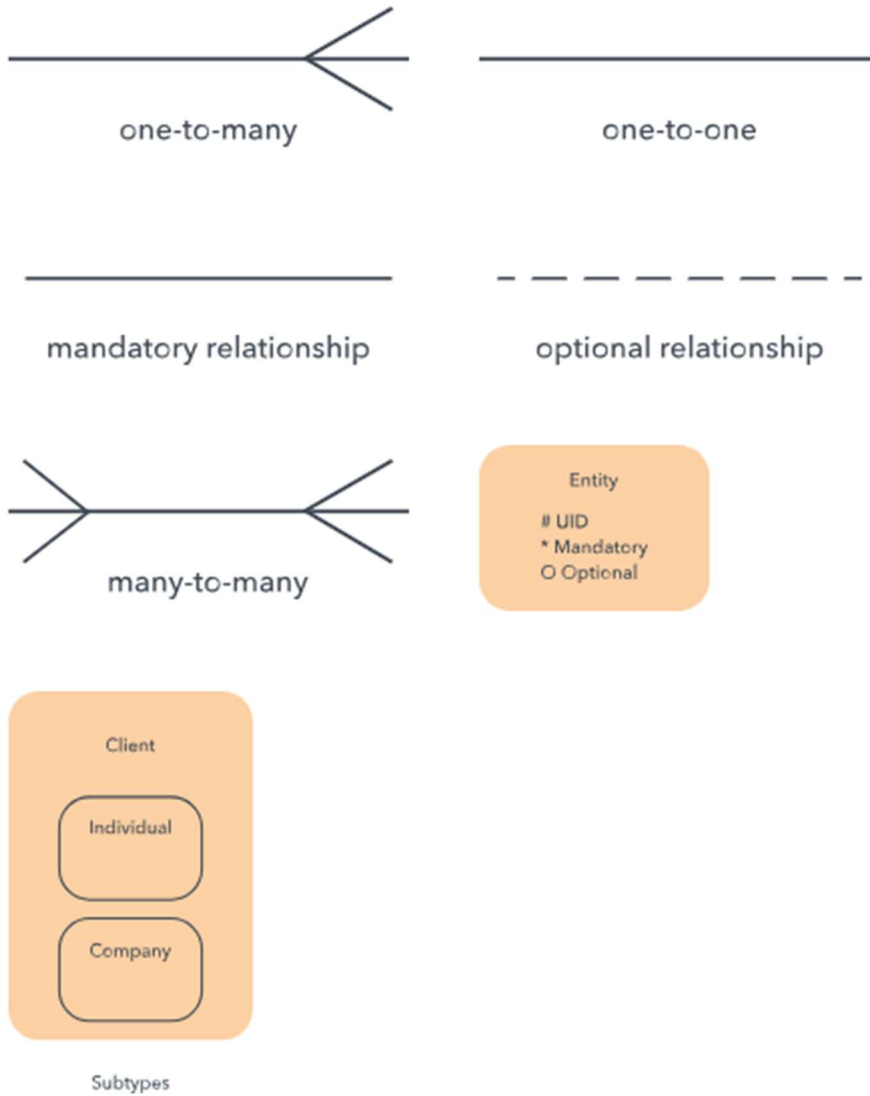 one-to-many
one-to-one
mandatory relationship
optional relationship
many-to-many
Entity
# UID
* Mandatory
O Optional
Client
Individual
Company
Subtypes